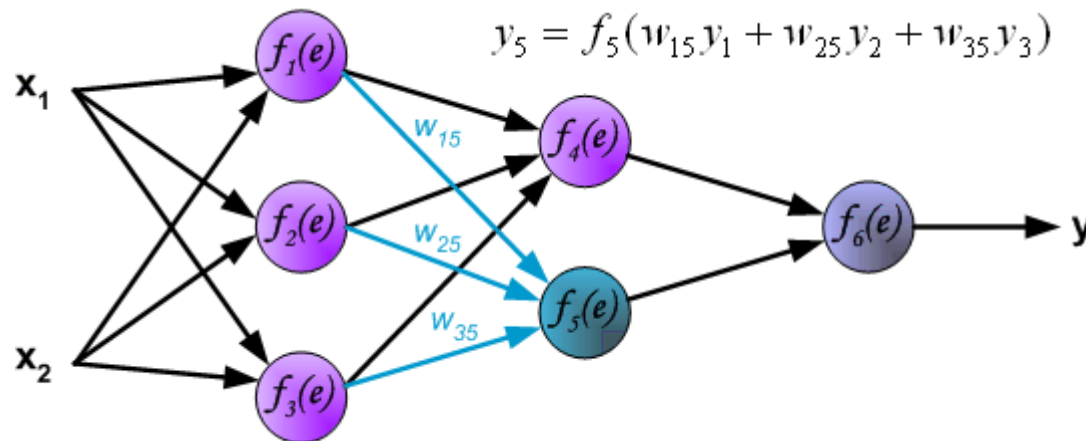 y₅ = f₅(w₁₅y₁ + w₂₅y₂ + w₃₅y₃)
f₁(e)
x₁
w₁₅
f₄(e)
f₂(e)
w₂₅
f₆(e)
y
f₅(e)
w₃₅
x₂
f₃(e)